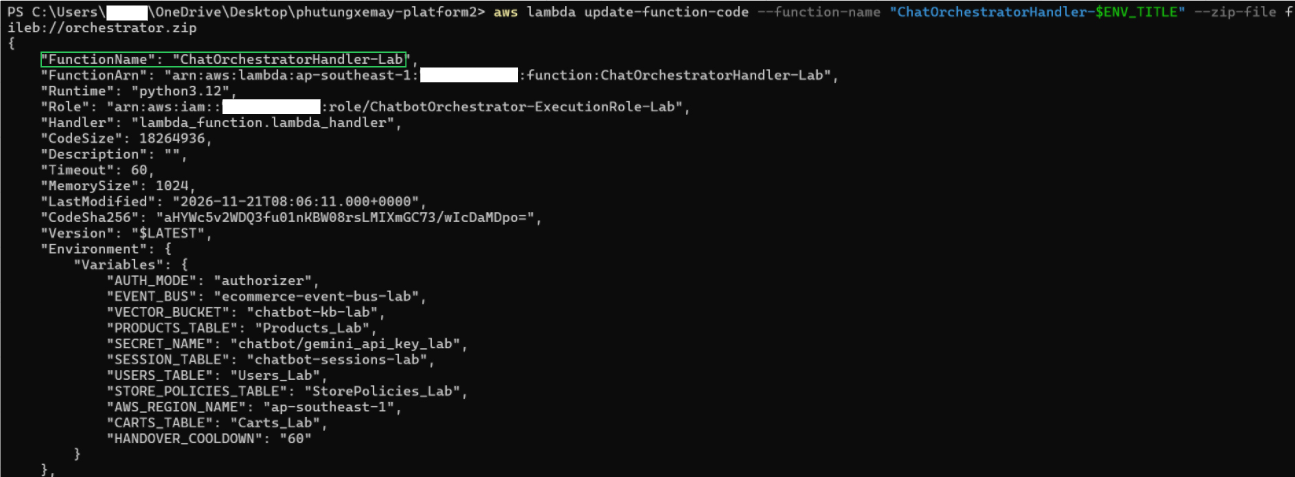 PS C:\Users\ \OneDrive\Desktop\phutungxemay-platform2> aws lambda update-function-code --function-name "ChatOrchestratorHandler-$ENV_TITLE" --zip-file f
ileb://orchestrator.zip
{
    "FunctionName": "ChatOrchestratorHandler-Lab",
    "FunctionArn": "arn:aws:lambda:ap-southeast-1: :function:ChatOrchestratorHandler-Lab",
    "Runtime": "python3.12",
    "Role": "arn:aws:iam:: :role/ChatbotOrchestrator-ExecutionRole-Lab",
    "Handler": "lambda_function.lambda_handler",
    "CodeSize": 18264936,
    "Description": "",
    "Timeout": 60,
    "MemorySize": 1024,
    "LastModified": "2026-11-21T08:06:11.000+0000",
    "CodeSha256": "aHYWc5v2WDQ3fu01nKBW08rsLMIXmGC73/wIcDaMDpo=",
    "Version": "$LATEST",
    "Environment": {
        "Variables": {
            "AUTH_MODE": "authorizer",
            "EVENT_BUS": "ecommerce-event-bus-lab",
            "VECTOR_BUCKET": "chatbot-kb-lab",
            "PRODUCTS_TABLE": "Products_Lab",
            "SECRET_NAME": "chatbot/gemini_api_key_lab",
            "SESSION_TABLE": "chatbot-sessions-lab",
            "USERS_TABLE": "Users_Lab",
            "STORE_POLICIES_TABLE": "StorePolicies_Lab",
            "AWS_REGION_NAME": "ap-southeast-1",
            "CARTS_TABLE": "Carts_Lab",
            "HANDOVER_COOLDOWN": "60"
        }
    },